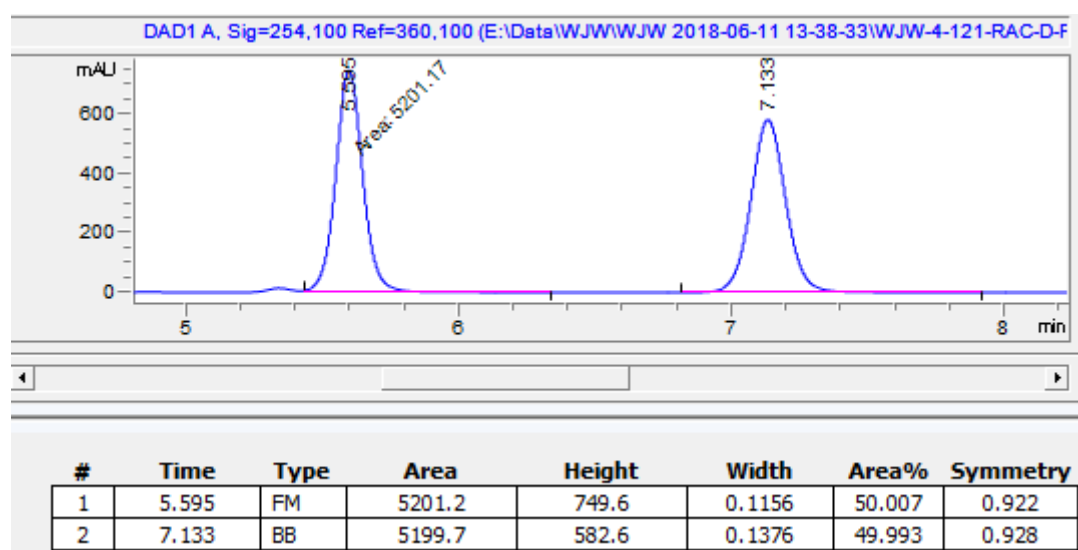 DAD1 A, Sig=254,100 Ref=360,100 (E:\Data\WJW\WJW 2018-06-11 13-38-33\WJW-4-121-RAC-D-F
mAU
5.595
Area: 5201.17
7.133
600
400
200
0
5 6 7 8 min
# Time Type Area Height Width Area% Symmetry
1 5.595 FM 5201.2 749.6 0.1156 50.007 0.922
2 7.133 BB 5199.7 582.6 0.1376 49.993 0.928